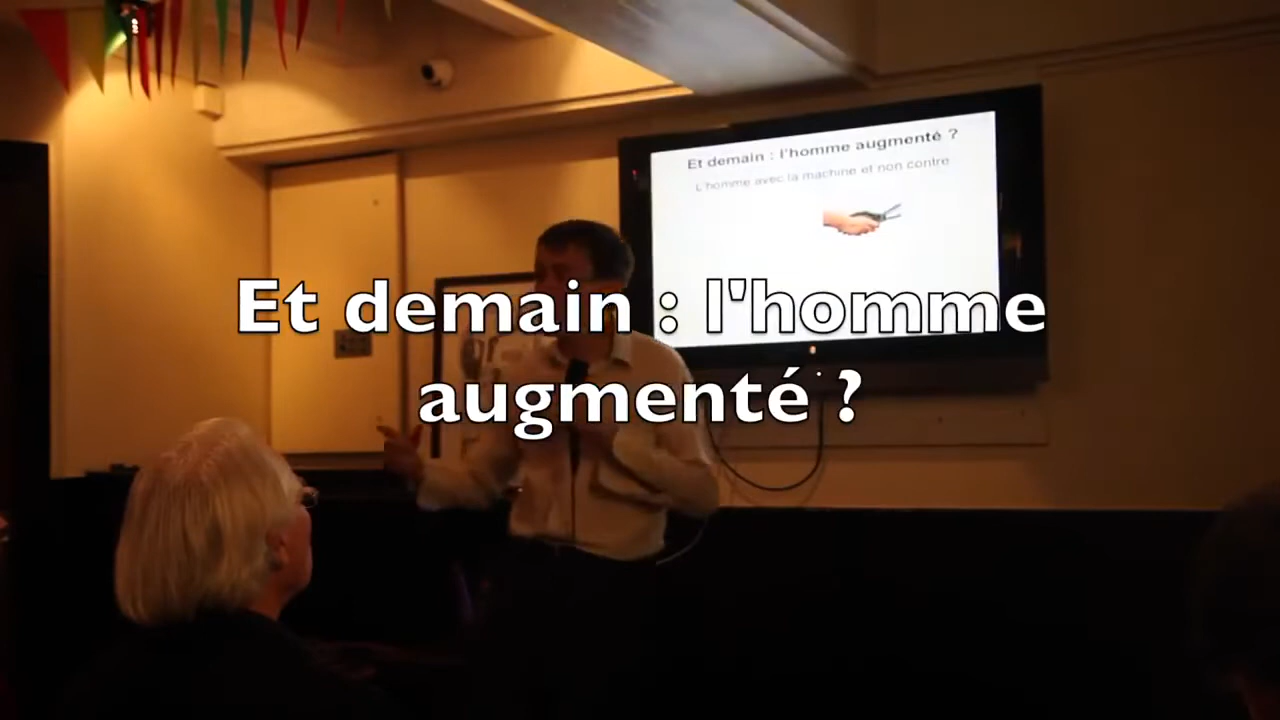 Et demain : l'homme augmenté ?
L'homme avec la machine et non contre
Et demain : l'homme
augmenté ?